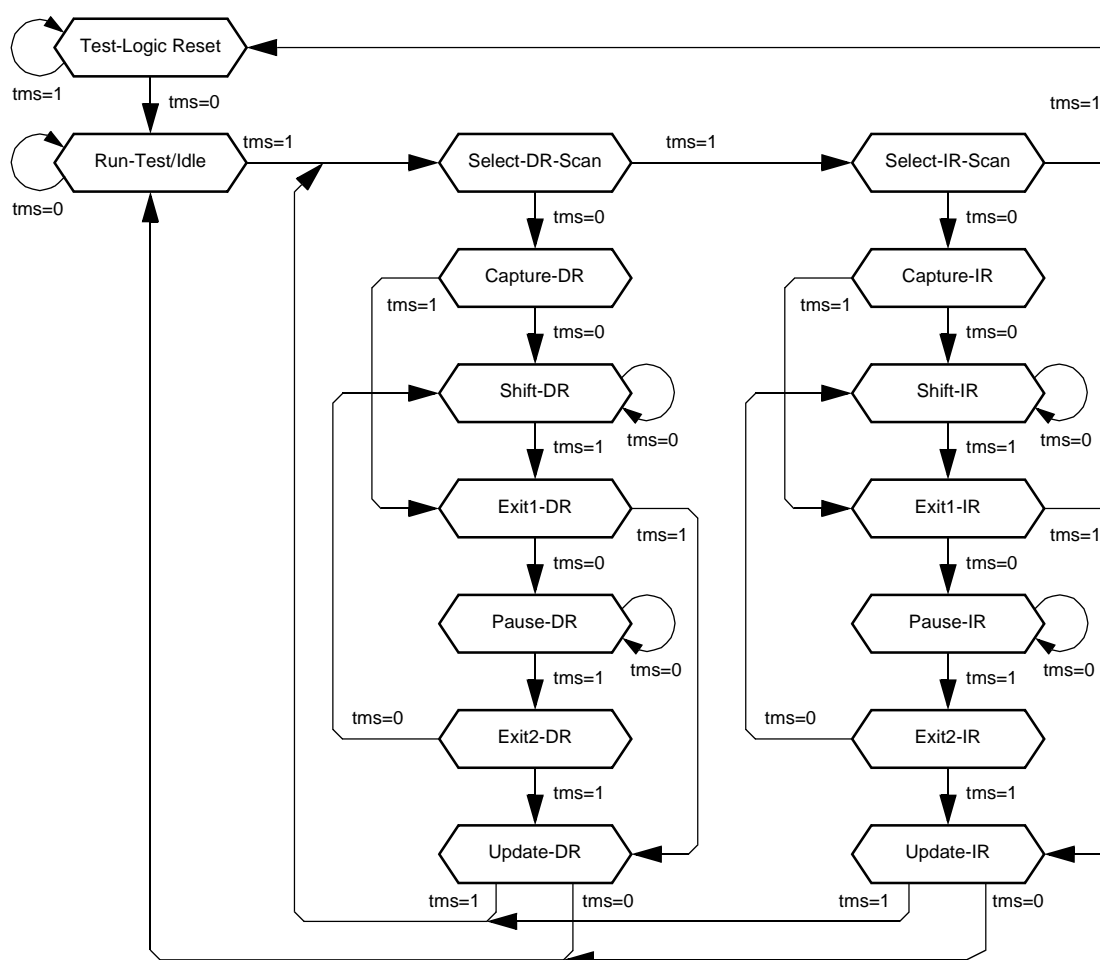 Test-Logic Reset
tms=1
tms=0
tms=1
Run-Test/Idle
tms=1
Select-DR-Scan
tms=1
Select-IR-Scan
tms=0
tms=0
tms=0
Capture-DR
Capture-IR
tms=1
tms=1
tms=0
tms=0
Shift-DR
Shift-IR
tms=0
tms=0
tms=1
tms=1
Exit1-DR
Exit1-IR
tms=1
tms=1
tms=0
tms=0
Pause-DR
Pause-IR
tms=0
tms=0
tms=1
tms=1
tms=0
Exit2-DR
tms=0
Exit2-IR
tms=1
tms=1
Update-DR
Update-IR
tms=1
tms=0
tms=1
tms=0